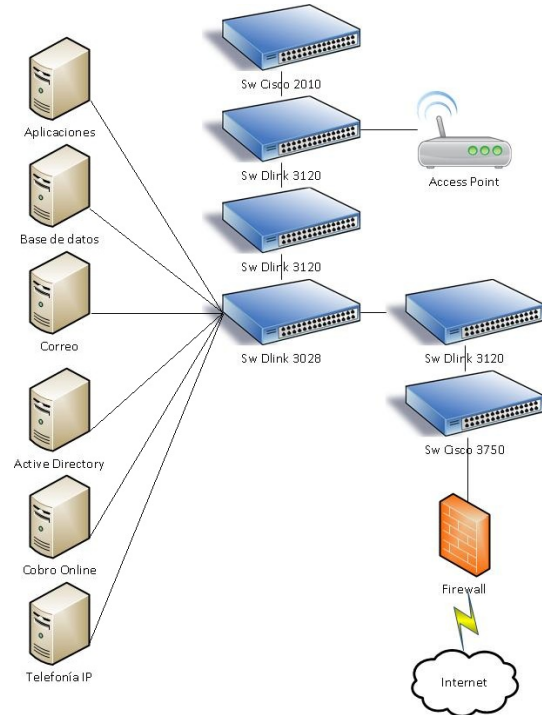 Sw Cisco 2010
Aplicaciones
Sw Dlink 3120
Access Point
Base de datos
Sw Dlink 3120
Correo
Sw Dlink 3028
Sw Dlink 3120
Active Directory
Sw Cisco 3750
Cobro Online
Firewall
Telefonía IP
Internet